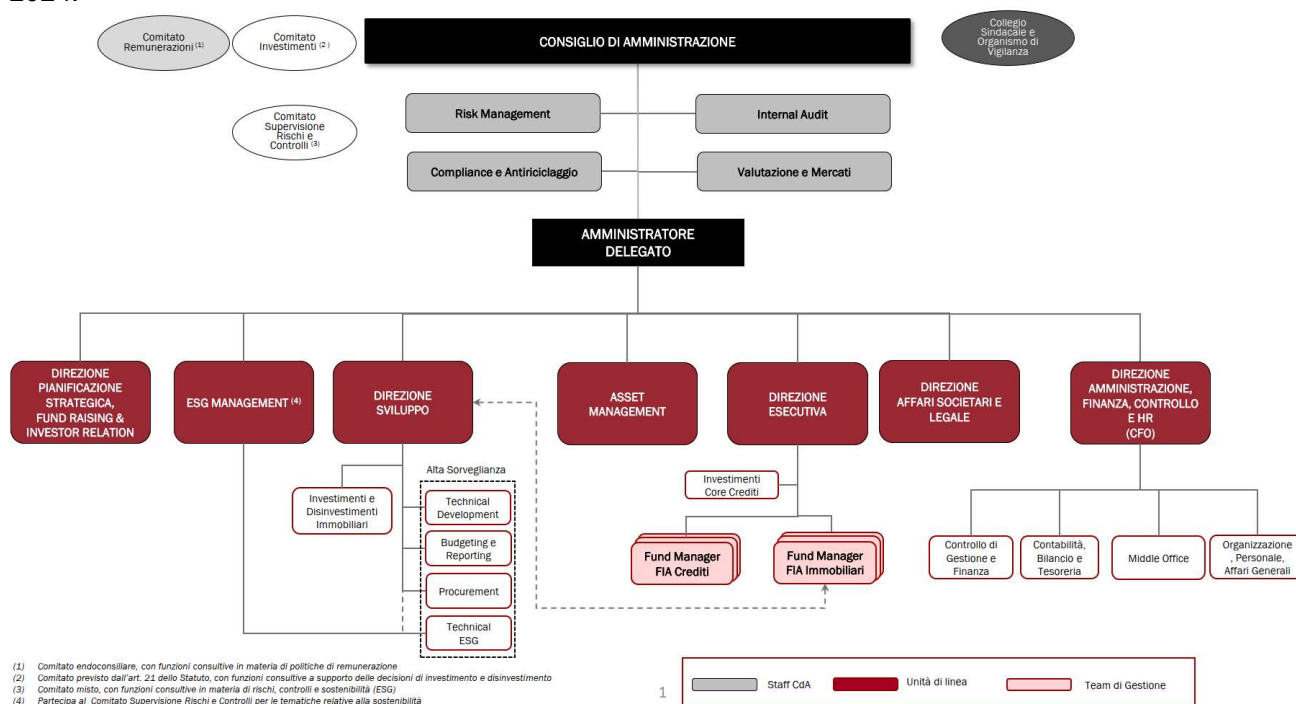 2024.
Comitato
Remunerazioni (1)
Comitato
Investimenti (2)
CONSIGLIO DI AMMINISTRAZIONE
Collegio
Sindacale e
Organismo di
Vigilanza
Comitato
Supervisione
Rischi e
Controlli (3)
Risk Management
Internal Audit
Compliance e Antiriciclaggio
Valutazione e Mercati
AMMINISTRATORE
DELEGATO
DIREZIONE
PIANIFICAZIONE
STRATEGICA,
FUND RAISING &
INVESTOR RELATION
ESG MANAGEMENT (4)
DIREZIONE
SVILUPPO
ASSET
MANAGEMENT
DIREZIONE
ESECUTIVA
DIREZIONE
AFFARI SOCIETARI E
LEGALE
DIREZIONE
AMMINISTRAZIONE,
FINANZA, CONTROLLO
E HR
(CFO)
Investimenti e
Disinvestimenti
Immobiliari
Alta Sorveglianza
Technical
Development
Budgeting e
Reporting
Procurement
Technical
ESG
Investimenti
Core Crediti
Fund Manager
FIA Crediti
Fund Manager
FIA Immobiliari
Controllo di
Gestione e
Finanza
Contabilità,
Bilancio e
Tesoreria
Middle Office
Organizzazione
, Personale,
Affari Generali
(1) Comitato endoconsiliare, con funzioni consultive in materia di politiche di remunerazione
(2) Comitato previsto dall'art. 21 dello Statuto, con funzioni consultive a supporto delle decisioni di investimento e disinvestimento
(3) Comitato misto, con funzioni consultive in materia di rischi, controlli e sostenibilità (ESG)
(4) Partecipa al Comitato Supervisione Rischi e Controlli per le tematiche relative alla sostenibilità
1
Staff CdA
Unità di linea
Team di Gestione